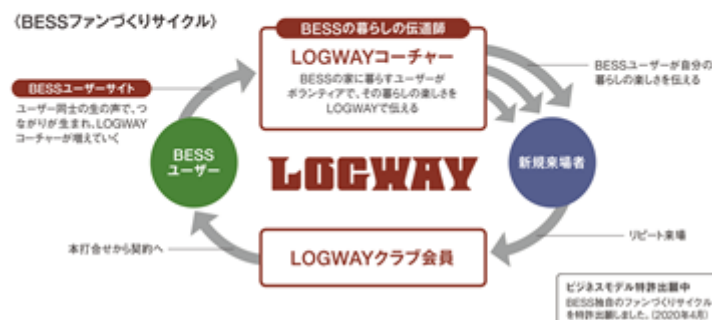 〈BESSファンづくりサイクル〉
BESSの暮らしの伝道師
LOGWAYコーチャー
BESSの家に暮らすユーザーが
ボランティアで、その暮らしの楽しさを
LOGWAYで伝える
BESSユーザーが自分の
暮らしの楽しさを伝える
BESSユーザーサイト
ユーザー同士の生の声で、つ
ながりが生まれ、LOGWAY
コーチャーが増えていく
BESS
ユーザー
LOGWAY
新規来場者
本打合せから契約へ
LOGWAYクラブ会員
リピート来場
ビジネスモデル特許出願中
BESS独自のファンづくりサイクル
を特許出願しました。(2020年4月)